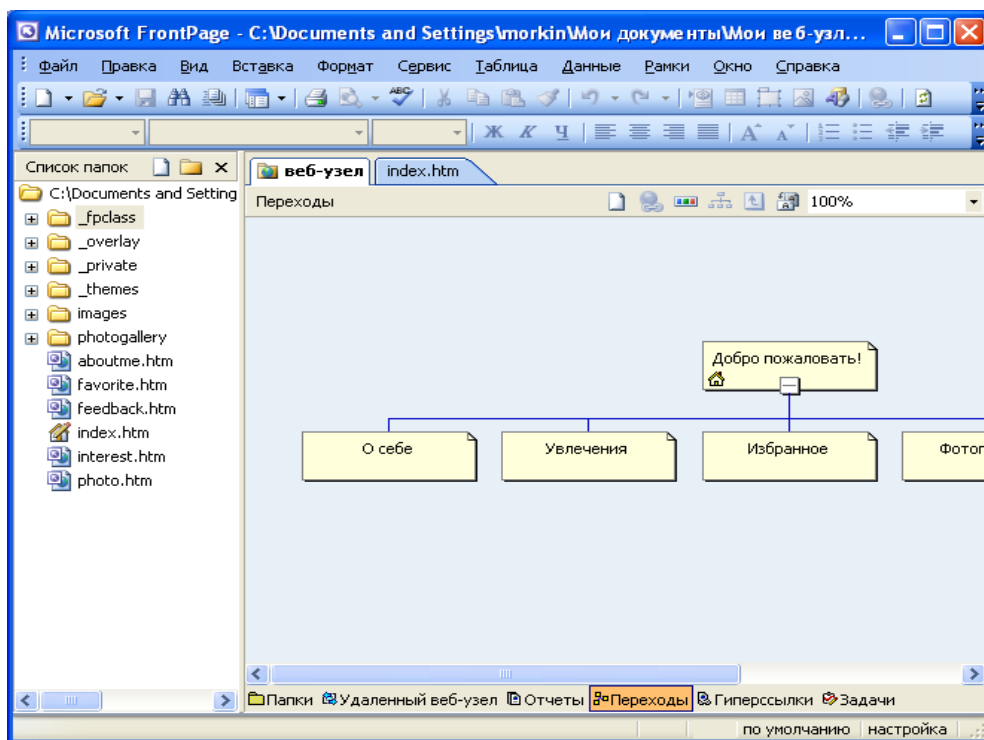 Microsoft FrontPage - C:\Documents and Settings\morkin\Мои документы\Мои веб-узл...
Файл Правка Вид Вставка Формат Сервис Таблица Данные Рамки Окно Справка
Ж К Ч
Список папок
веб-узел index.htm
C:\Documents and Setting
Переходы 100%
_fpclass
_overlay
_private
_themes
images
photogallery
aboutme.htm
favorite.htm
feedback.htm
index.htm
interest.htm
photo.htm
Добро пожаловать!
О себе Увлечения Избранное Фотог
Папки Удаленный веб-узел Отчеты Переходы Гиперссылки Задачи
по умолчанию настройка